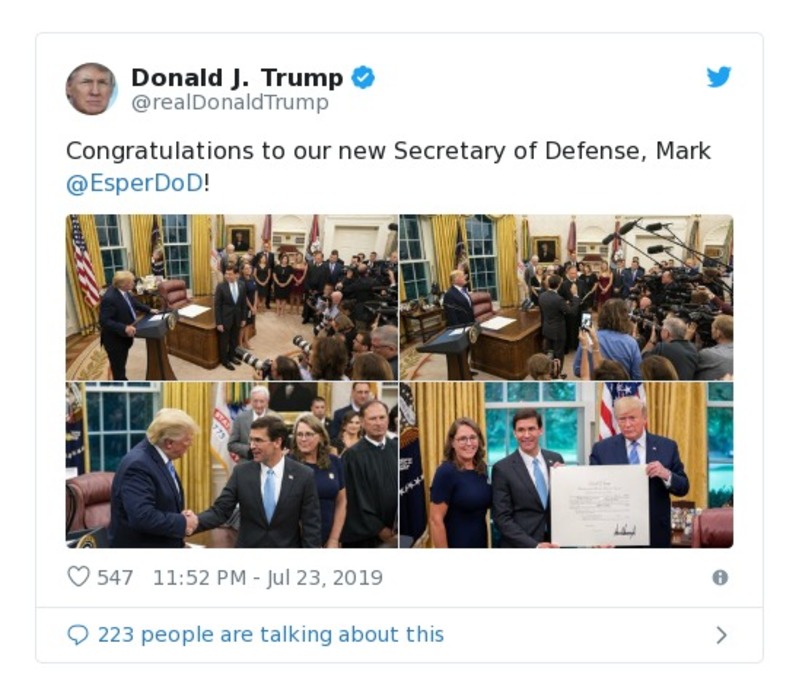 Donald J. Trump
@realDonaldTrump
Congratulations to our new Secretary of Defense, Mark
@EsperDoD!
547 11:52 PM - Jul 23, 2019
223 people are talking about this